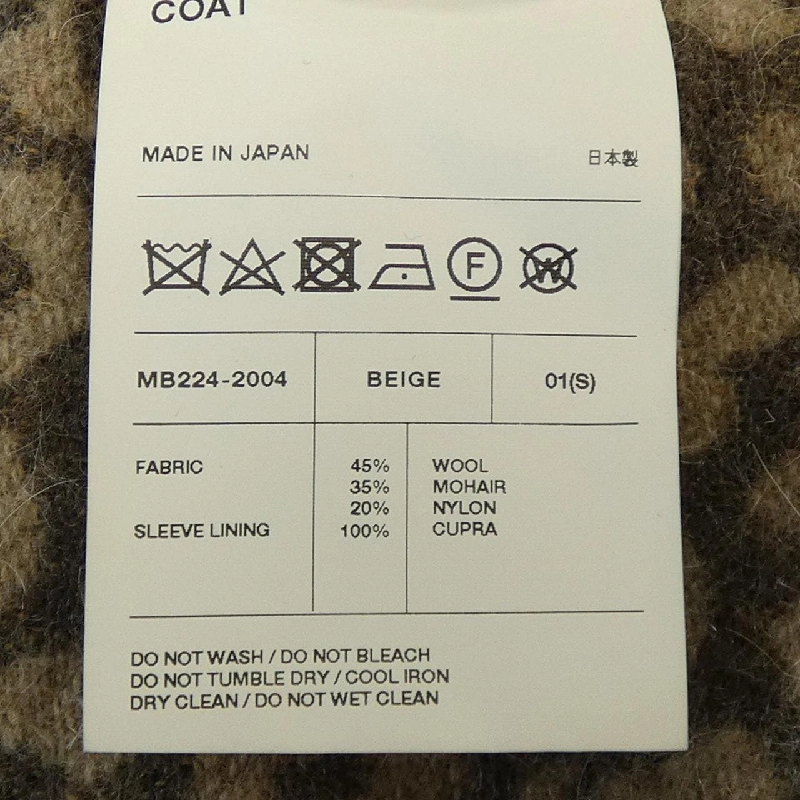 COAT
MADE IN JAPAN 日本製
F W
MB224-2004 BEIGE 01(S)
FABRIC 45% WOOL
35% MOHAIR
20% NYLON
SLEEVE LINING 100% CUPRA
DO NOT WASH / DO NOT BLEACH
DO NOT TUMBLE DRY / COOL IRON
DRY CLEAN / DO NOT WET CLEAN